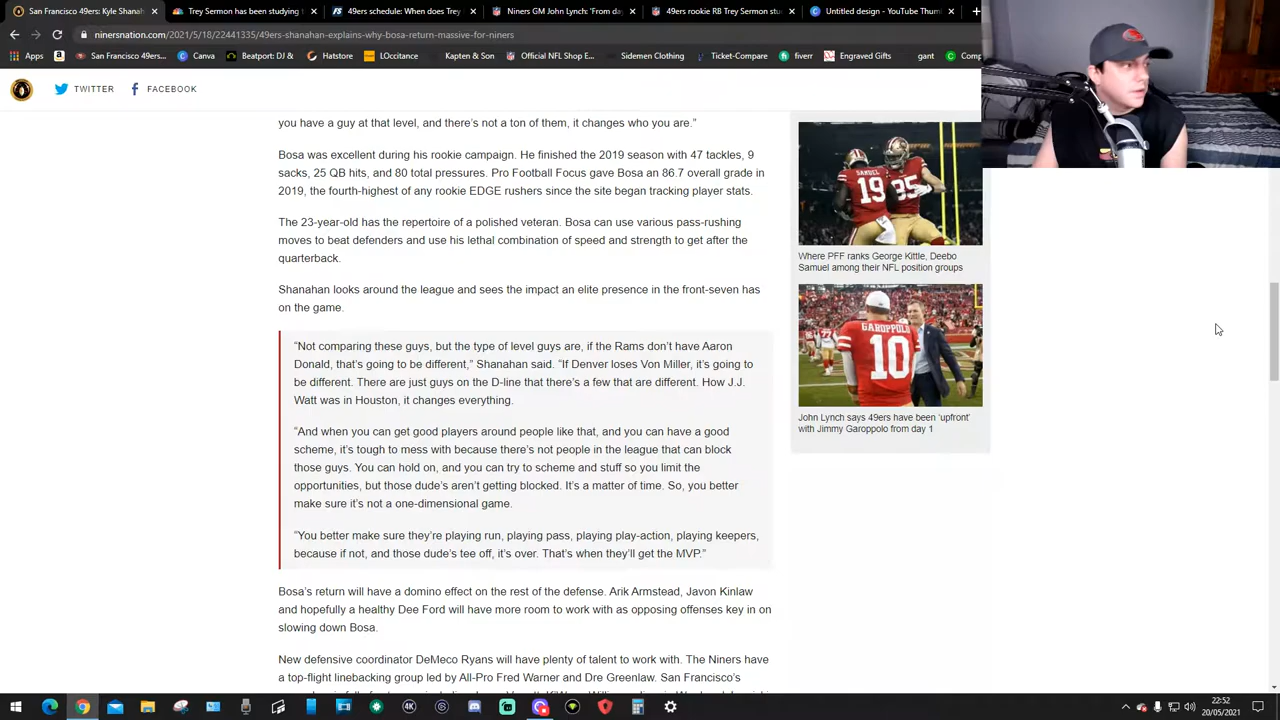 San Francisco 49ers: Kyle Shanah
Trey Sermon has been studying t
49ers schedule: When does Trey
Niners GM John Lynch: 'From day
49ers rookie RB Trey Sermon stu
Untitled design - YouTube Thum
ninersnation.com/2021/5/18/22441335/49ers-shanahan-explains-why-bosa-return-massive-for-niners
Apps
San Francisco 49ers...
Canva
Beatport: DJ &
Hatstore
LOccitance
Kapten & Son
Official NFL Shop E...
Sidemen Clothing
Ticket-Compare
fiverr
Engraved Gifts
gant
Comp
TWITTER
FACEBOOK
you have a guy at that level, and there's not a ton of them, it changes who you are.”
Bosa was excellent during his rookie campaign. He finished the 2019 season with 47 tackles, 9
sacks, 25 QB hits, and 80 total pressures. Pro Football Focus gave Bosa an 86.7 overall grade in
2019, the fourth-highest of any rookie EDGE rushers since the site began tracking player stats.
The 23-year-old has the repertoire of a polished veteran. Bosa can use various pass-rushing
moves to beat defenders and use his lethal combination of speed and strength to get after the
quarterback.
Shanahan looks around the league and sees the impact an elite presence in the front-seven has
on the game.
“Not comparing these guys, but the type of level guys are, if the Rams don't have Aaron
Donald, that's going to be different,” Shanahan said. “If Denver loses Von Miller, it's going to
be different. There are just guys on the D-line that there's a few that are different. How J.J.
Watt was in Houston, it changes everything.
“And when you can get good players around people like that, and you can have a good
scheme, it's tough to mess with because there's not people in the league that can block
those guys. You can hold on, and you can try to scheme and stuff so you limit the
opportunities, but those dude's aren't getting blocked. It's a matter of time. So, you better
make sure it's not a one-dimensional game.
“You better make sure they're playing run, playing pass, playing play-action, playing keepers,
because if not, and those dude's tee off, it's over. That's when they'll get the MVP.”
Bosa's return will have a domino effect on the rest of the defense. Arik Armstead, Javon Kinlaw
and hopefully a healthy Dee Ford will have more room to work with as opposing offenses key in on
slowing down Bosa.
New defensive coordinator DeMeco Ryans will have plenty of talent to work with. The Niners have
a top-flight linebacking group led by All-Pro Fred Warner and Dre Greenlaw. San Francisco's
SAMUEL
19
85
Where PFF ranks George Kittle, Deebo
Samuel among their NFL position groups
GAROPPOLO
10
77
John Lynch says 49ers have been 'upfront'
with Jimmy Garoppolo from day 1
4K
22:52
20/05/2021